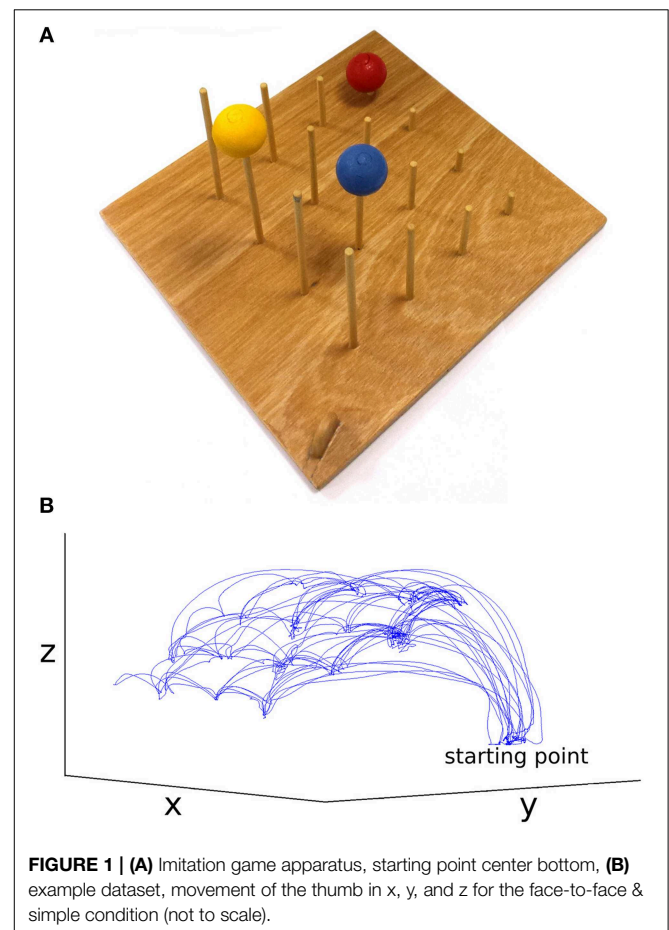 A
B
Z
starting point
x
y
FIGURE 1 | (A) Imitation game apparatus, starting point center bottom, (B)
example dataset, movement of the thumb in x, y, and z for the face-to-face &
simple condition (not to scale).